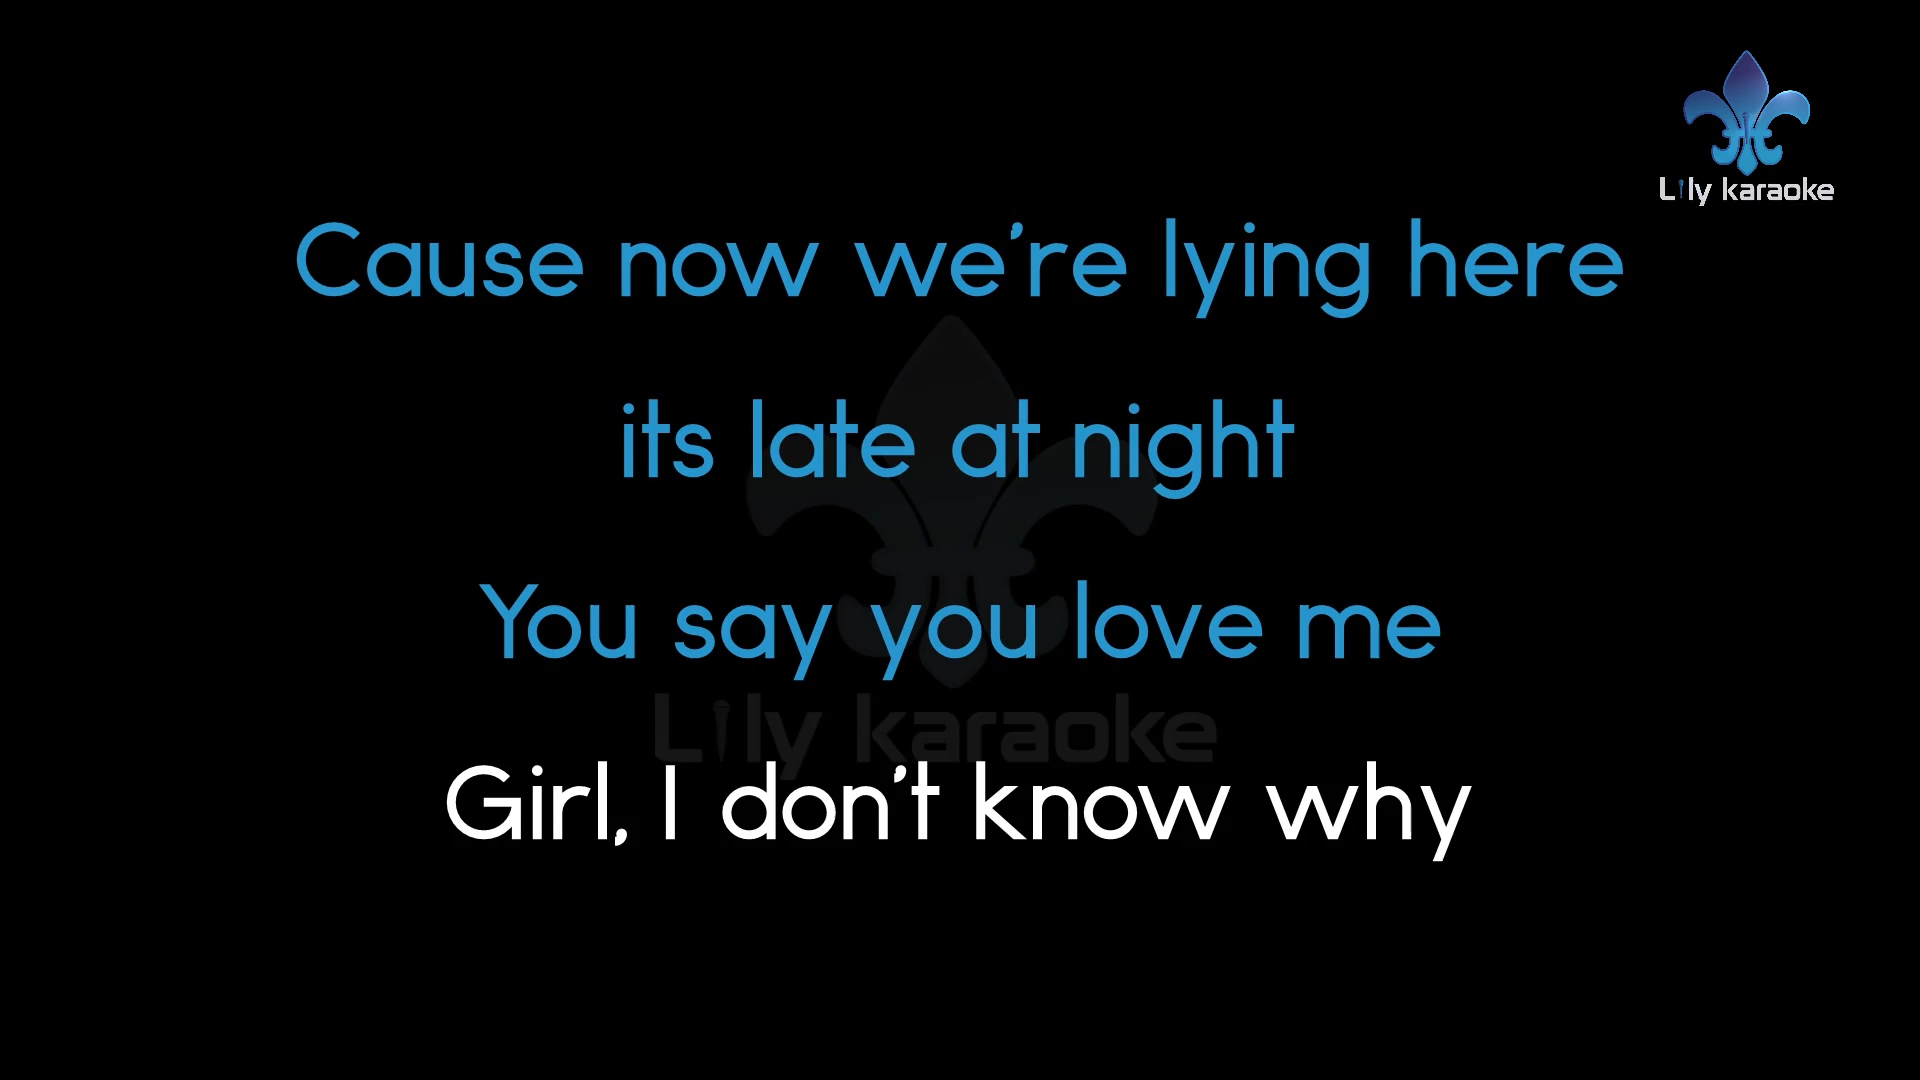 Lily karaoke
Cause now we're lying here
its late at night
You say you love me
Lily karaoke
Girl, I don't know why